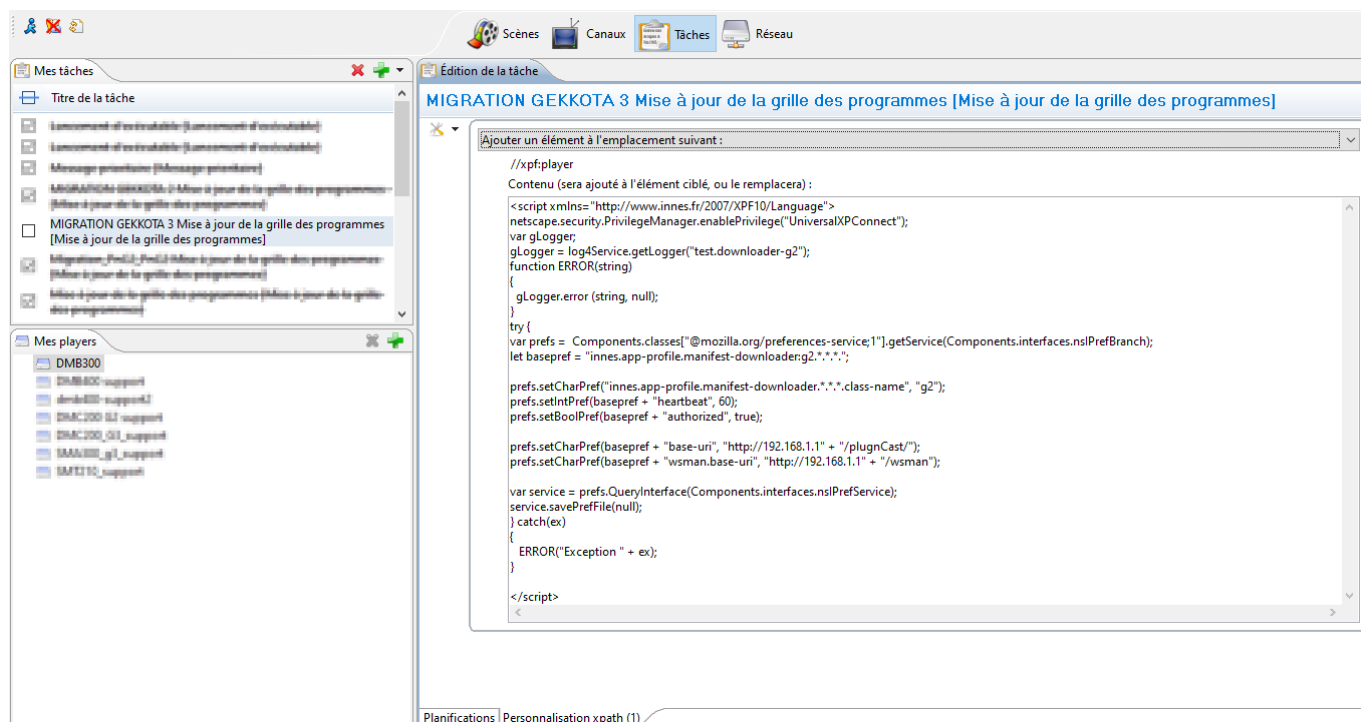 Scènes
Canaux
Tâches
Réseau
Mes tâches
Titre de la tâche
MIGRATION GEKKOTA 3 Mise à jour de la grille des programmes
[Mise à jour de la grille des programmes]
Mes players
DMB300
Édition de la tâche
MIGRATION GEKKOTA 3 Mise à jour de la grille des programmes [Mise à jour de la grille des programmes]
Ajouter un élément à l'emplacement suivant :
//xpf:player
Contenu (sera ajouté à l'élément ciblé, ou le remplacera) :
<script xmlns="http://www.innes.fr/2007/XPF10/Language">
netscape.security.PrivilegeManager.enablePrivilege("UniversalXPConnect");
var gLogger;
gLogger = log4Service.getLogger("test.downloader-g2");
function ERROR(string)
{
gLogger.error (string, null);
}
try {
var prefs = Components.classes["@mozilla.org/preferences-service;1"].getService(Components.interfaces.nsIPrefBranch);
let basepref = "innes.app-profile.manifest-downloader:g2.*.*.*.";
prefs.setCharPref("innes.app-profile.manifest-downloader.*.*.*.class-name", "g2");
prefs.setIntPref(basepref + "heartbeat", 60);
prefs.setBoolPref(basepref + "authorized", true);
prefs.setCharPref(basepref + "base-uri", "http://192.168.1.1" + "/plugnCast/");
prefs.setCharPref(basepref + "wsman.base-uri", "http://192.168.1.1" + "/wsman");
var service = prefs.QueryInterface(Components.interfaces.nsIPrefService);
service.savePrefFile(null);
} catch(ex)
{
ERROR("Exception " + ex);
}
</script>
Planifications
Personnalisation xpath (1)